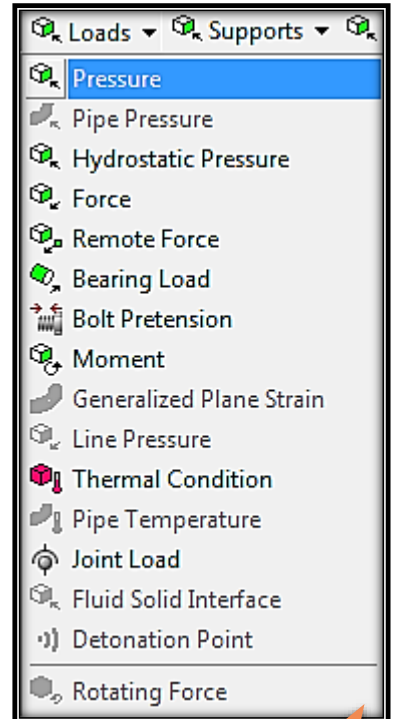 Loads Supports
Pressure
Pipe Pressure
Hydrostatic Pressure
Force
Remote Force
Bearing Load
Bolt Pretension
Moment
Generalized Plane Strain
Line Pressure
Thermal Condition
Pipe Temperature
Joint Load
Fluid Solid Interface
Detonation Point
Rotating Force